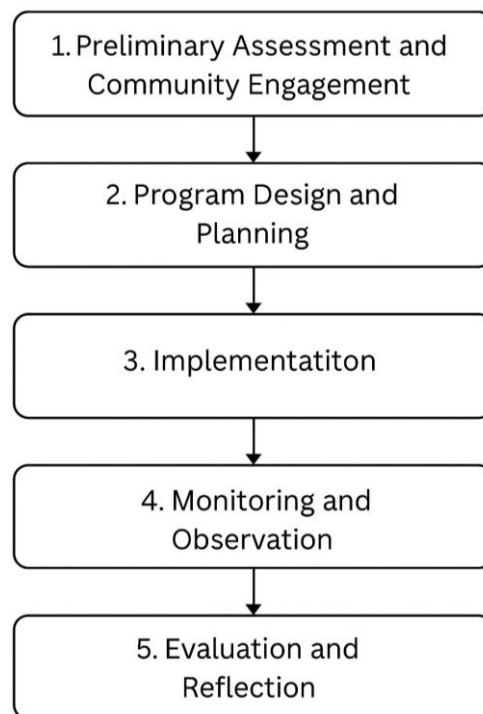 1. Preliminary Assessment and
Community Engagement
2. Program Design and
Planning
3. Implementatiton
4. Monitoring and
Observation
5. Evaluation and
Reflection